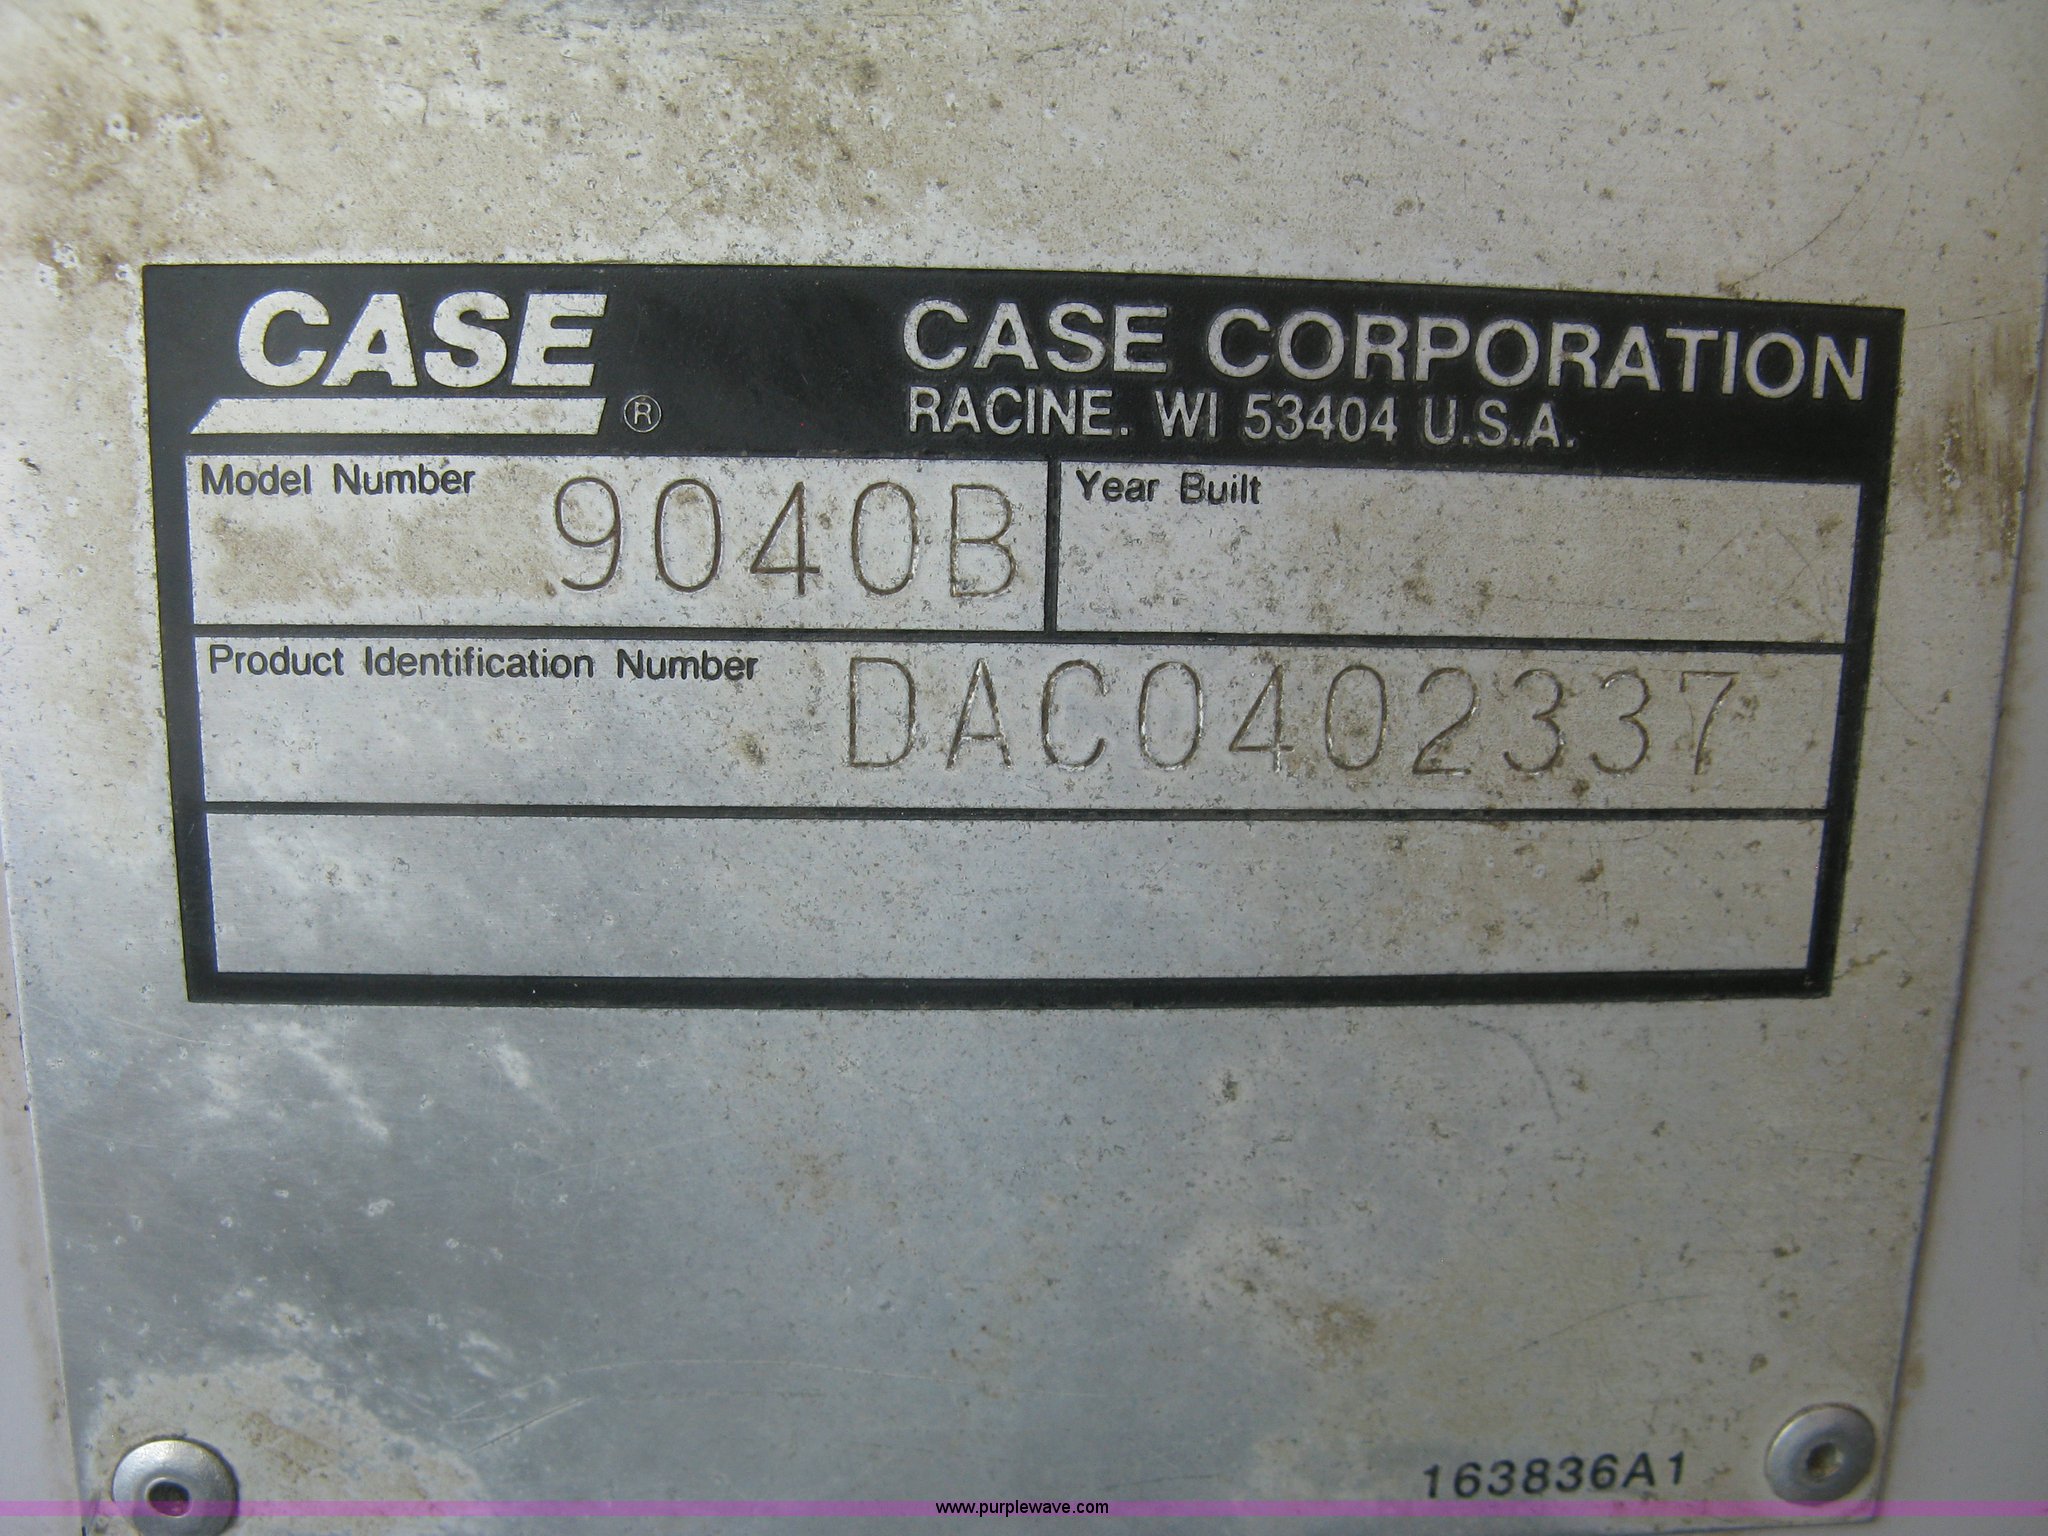 CASE ®
CASE CORPORATION
RACINE. WI 53404 U.S.A.
Model Number 9040B
Year Built
Product Identification Number DAC0402337
163836A1
www.purplewave.com